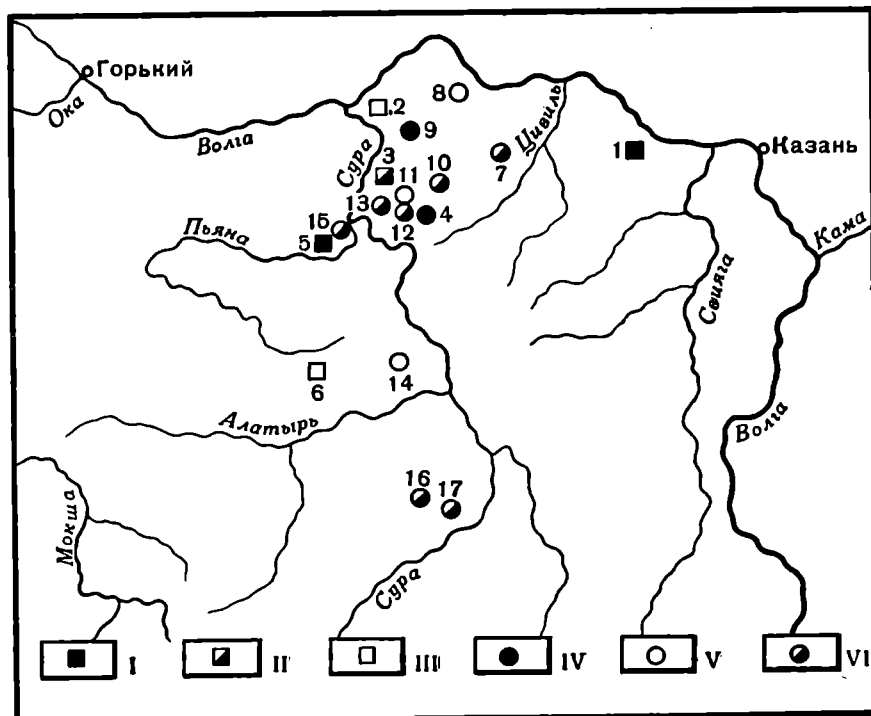 Горький
Ока
Волга
Сура
Цивиль
Казань
Кама
Пьяна
Свияга
Волга
Алатырь
Мокша
Сура
8
.2
9
1
7
3
10
11
13
12
4
15
5
6
14
16
17
I
II
III
IV
V
VI